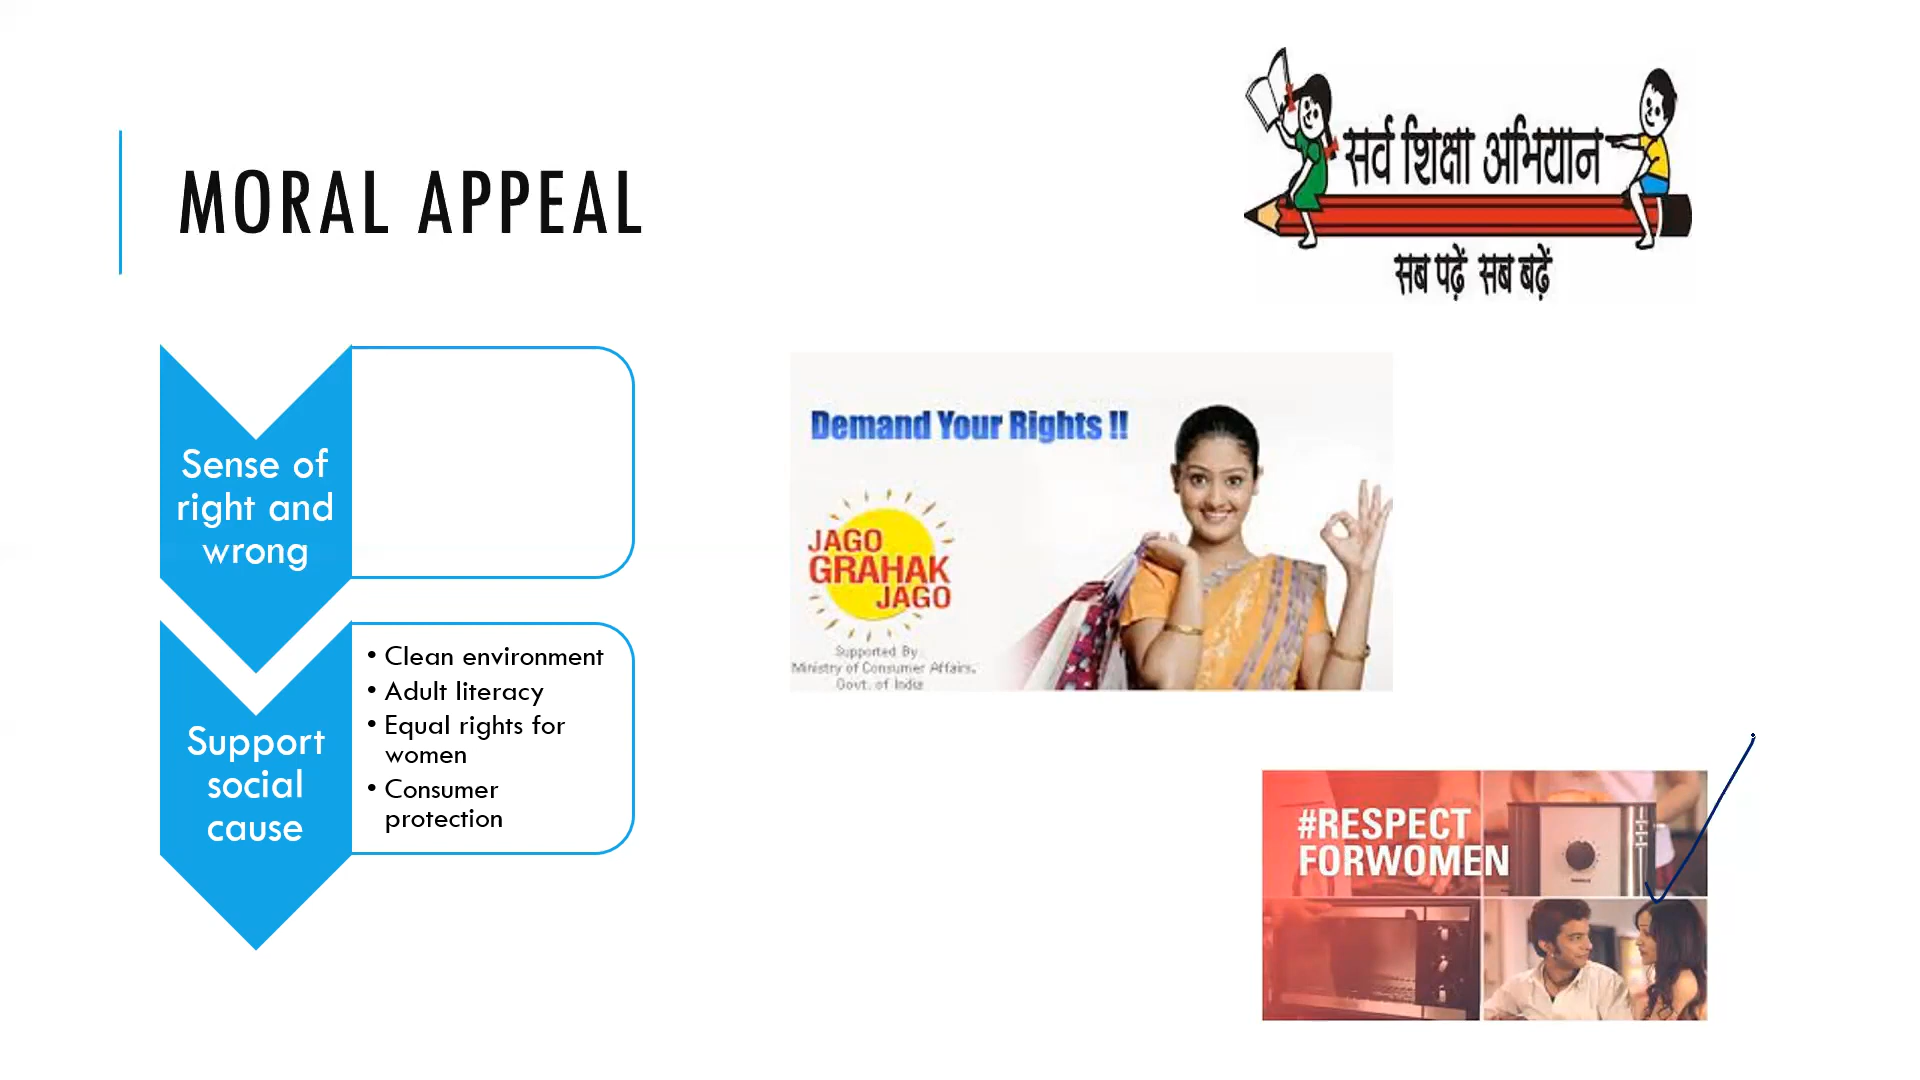 MORAL APPEAL
सर्व शिक्षा अभियान
सब पढ़ें सब बढ़ें
Sense of
right and
wrong
Support
social
cause
• Clean environment
• Adult literacy
• Equal rights for
women
• Consumer
protection
Demand Your Rights !!
JAGO
GRAHAK
JAGO
Supported By
Ministry of Consumer Affairs,
Govt. of India
#RESPECT
FORWOMEN